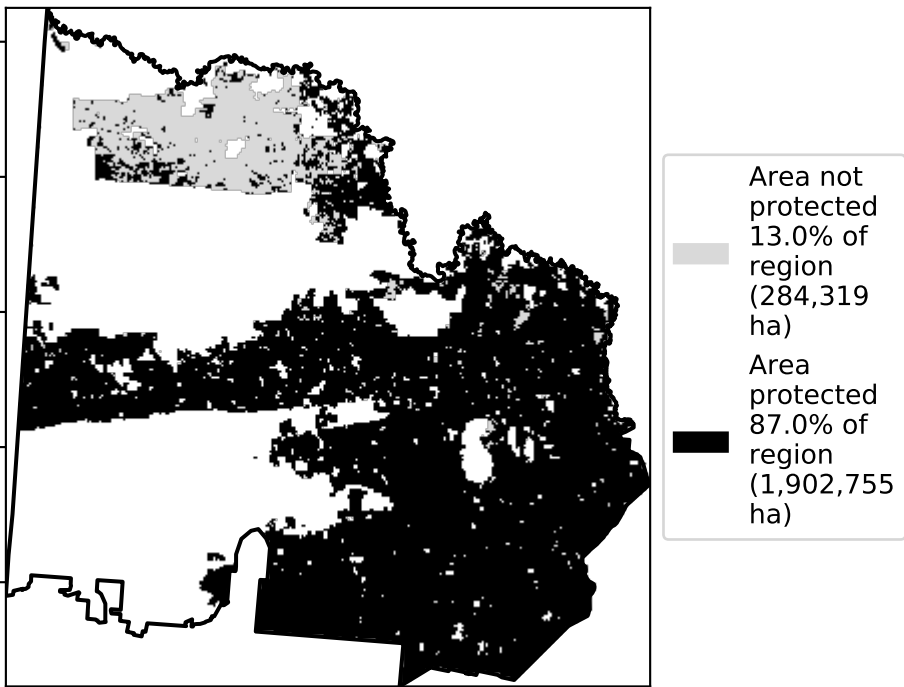 Area not
protected
13.0% of
region
(284,319
ha)
Area
protected
87.0% of
region
(1,902,755
ha)